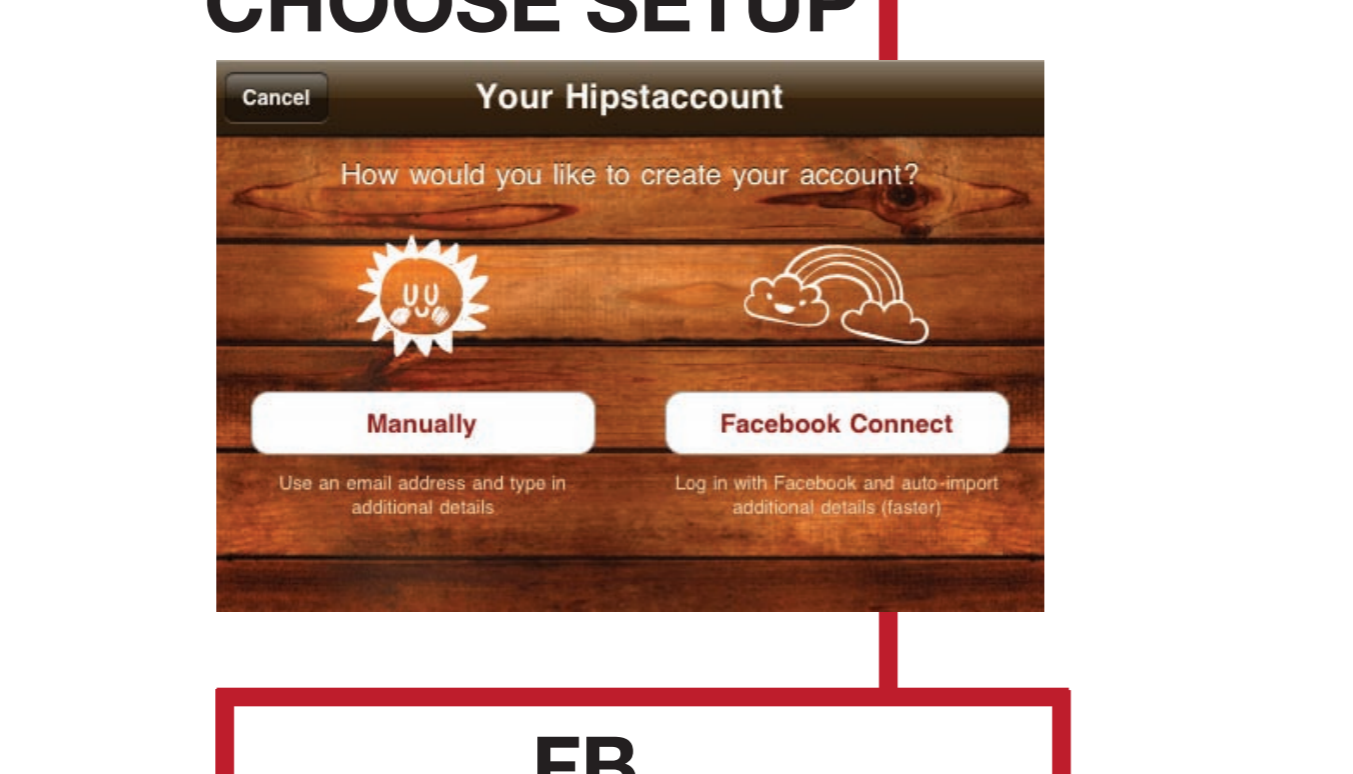 CHOOSE SETUP
Cancel
Your Hipstaccount
How would you like to create your account?
Manually
Facebook Connect
Use an email address and type in
additional details
Log in with Facebook and auto-import
additional details (faster)
FB